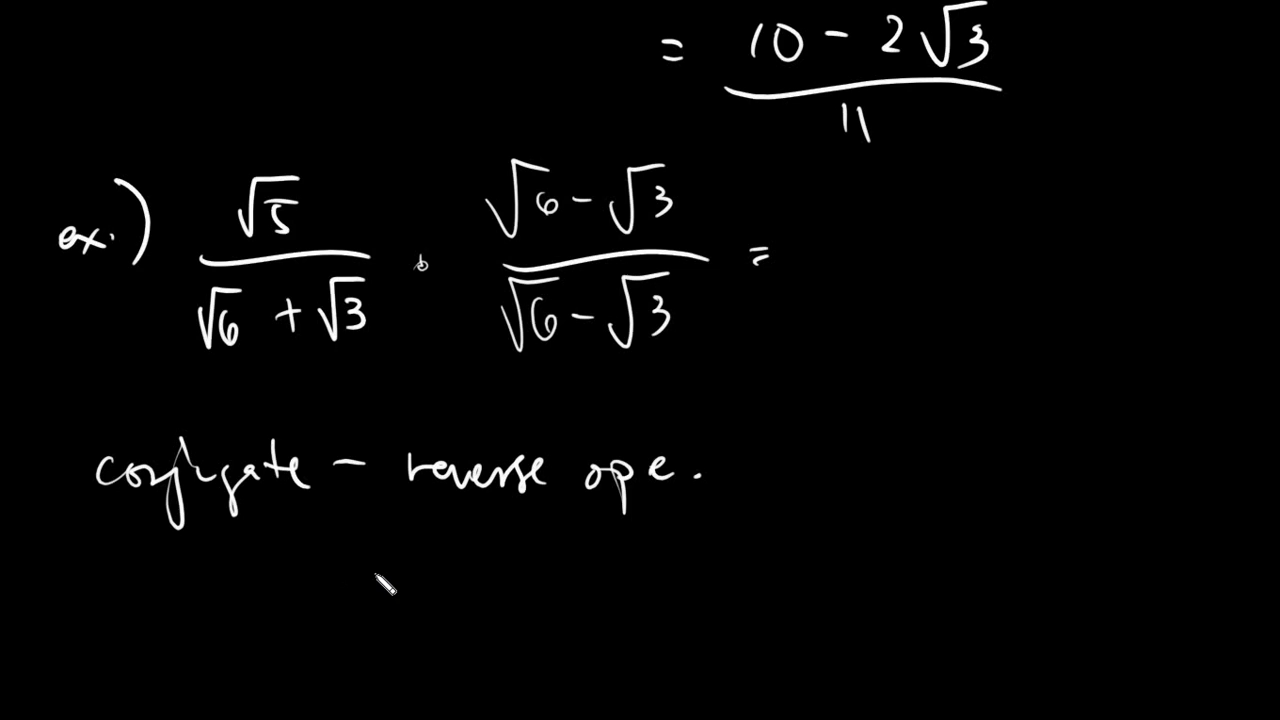 = (10 - 2√3) / 11
ex.) √5 / (√6 + √3) · (√6 - √3) / (√6 - √3) =
conjugate - reverse ope.